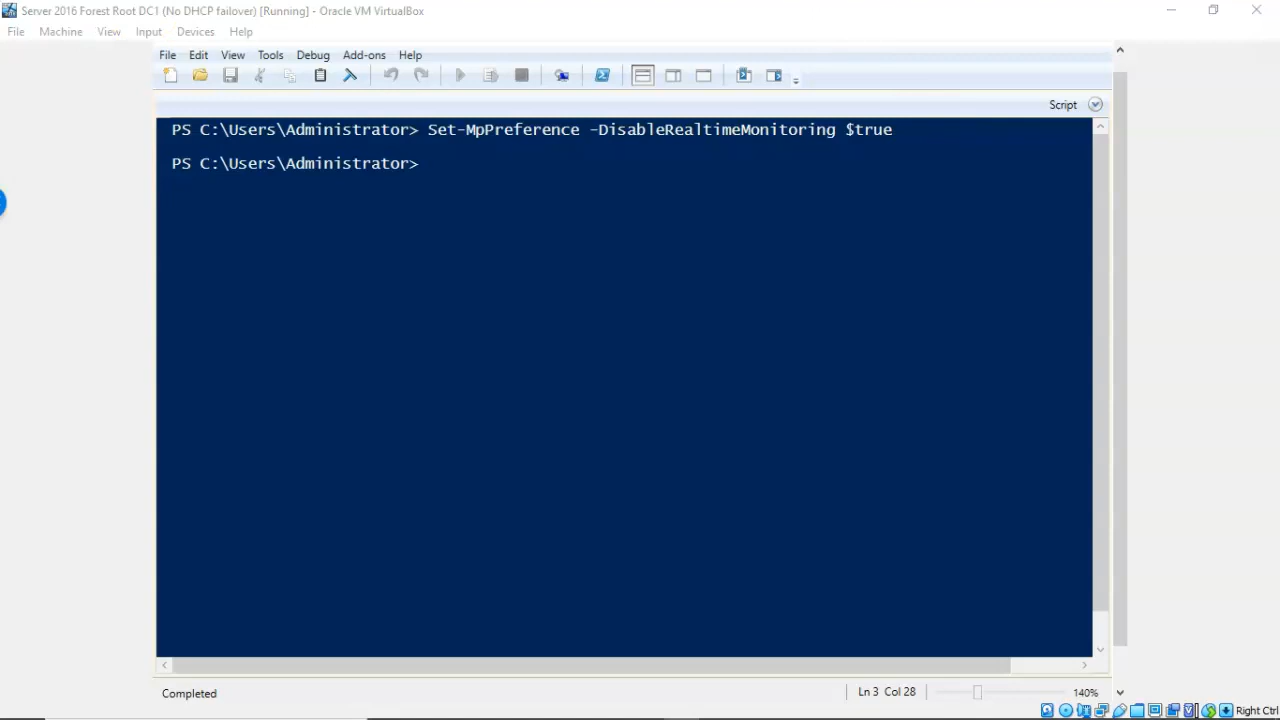 Server 2016 Forest Root DC1 (No DHCP failover) [Running] - Oracle VM VirtualBox
File Machine View Input Devices Help
File Edit View Tools Debug Add-ons Help
Script
PS C:\Users\Administrator> Set-MpPreference -DisableRealtimeMonitoring $true
PS C:\Users\Administrator>
Completed
Ln 3 Col 28
140%
Right Ctrl